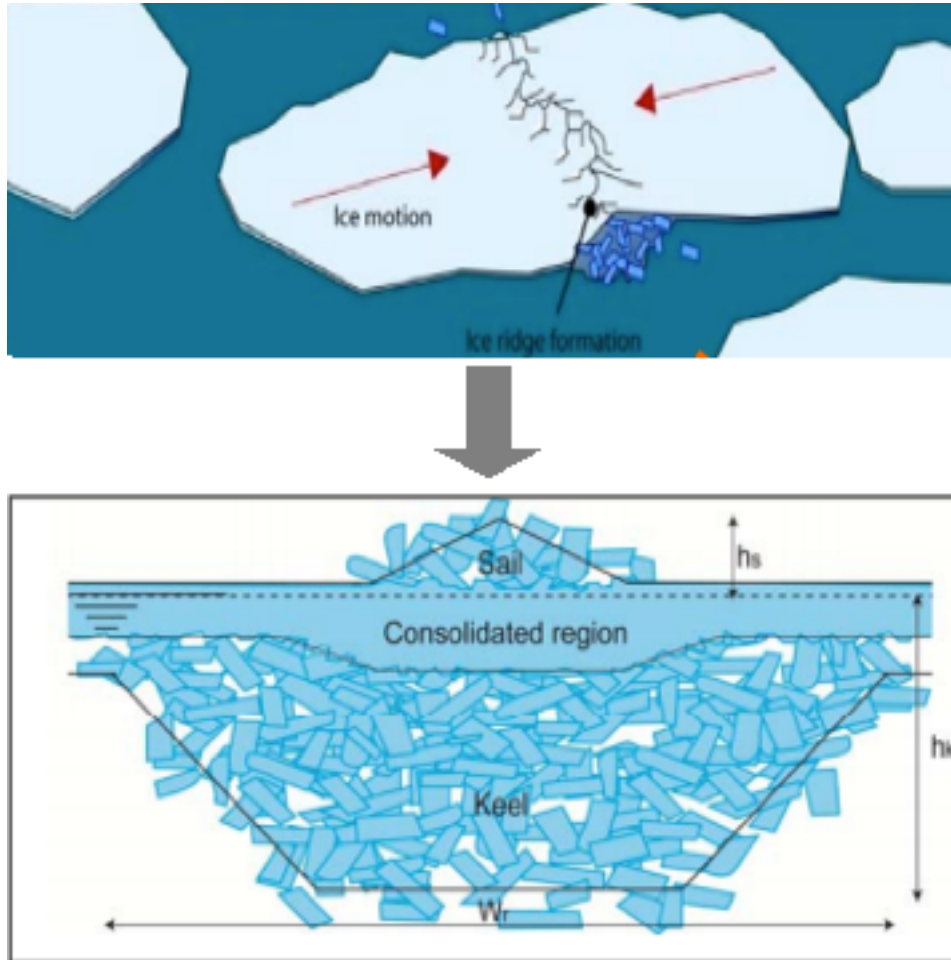 Ice motion
Ice ridge formation
Sail
hs
Consolidated region
Keel
Wr